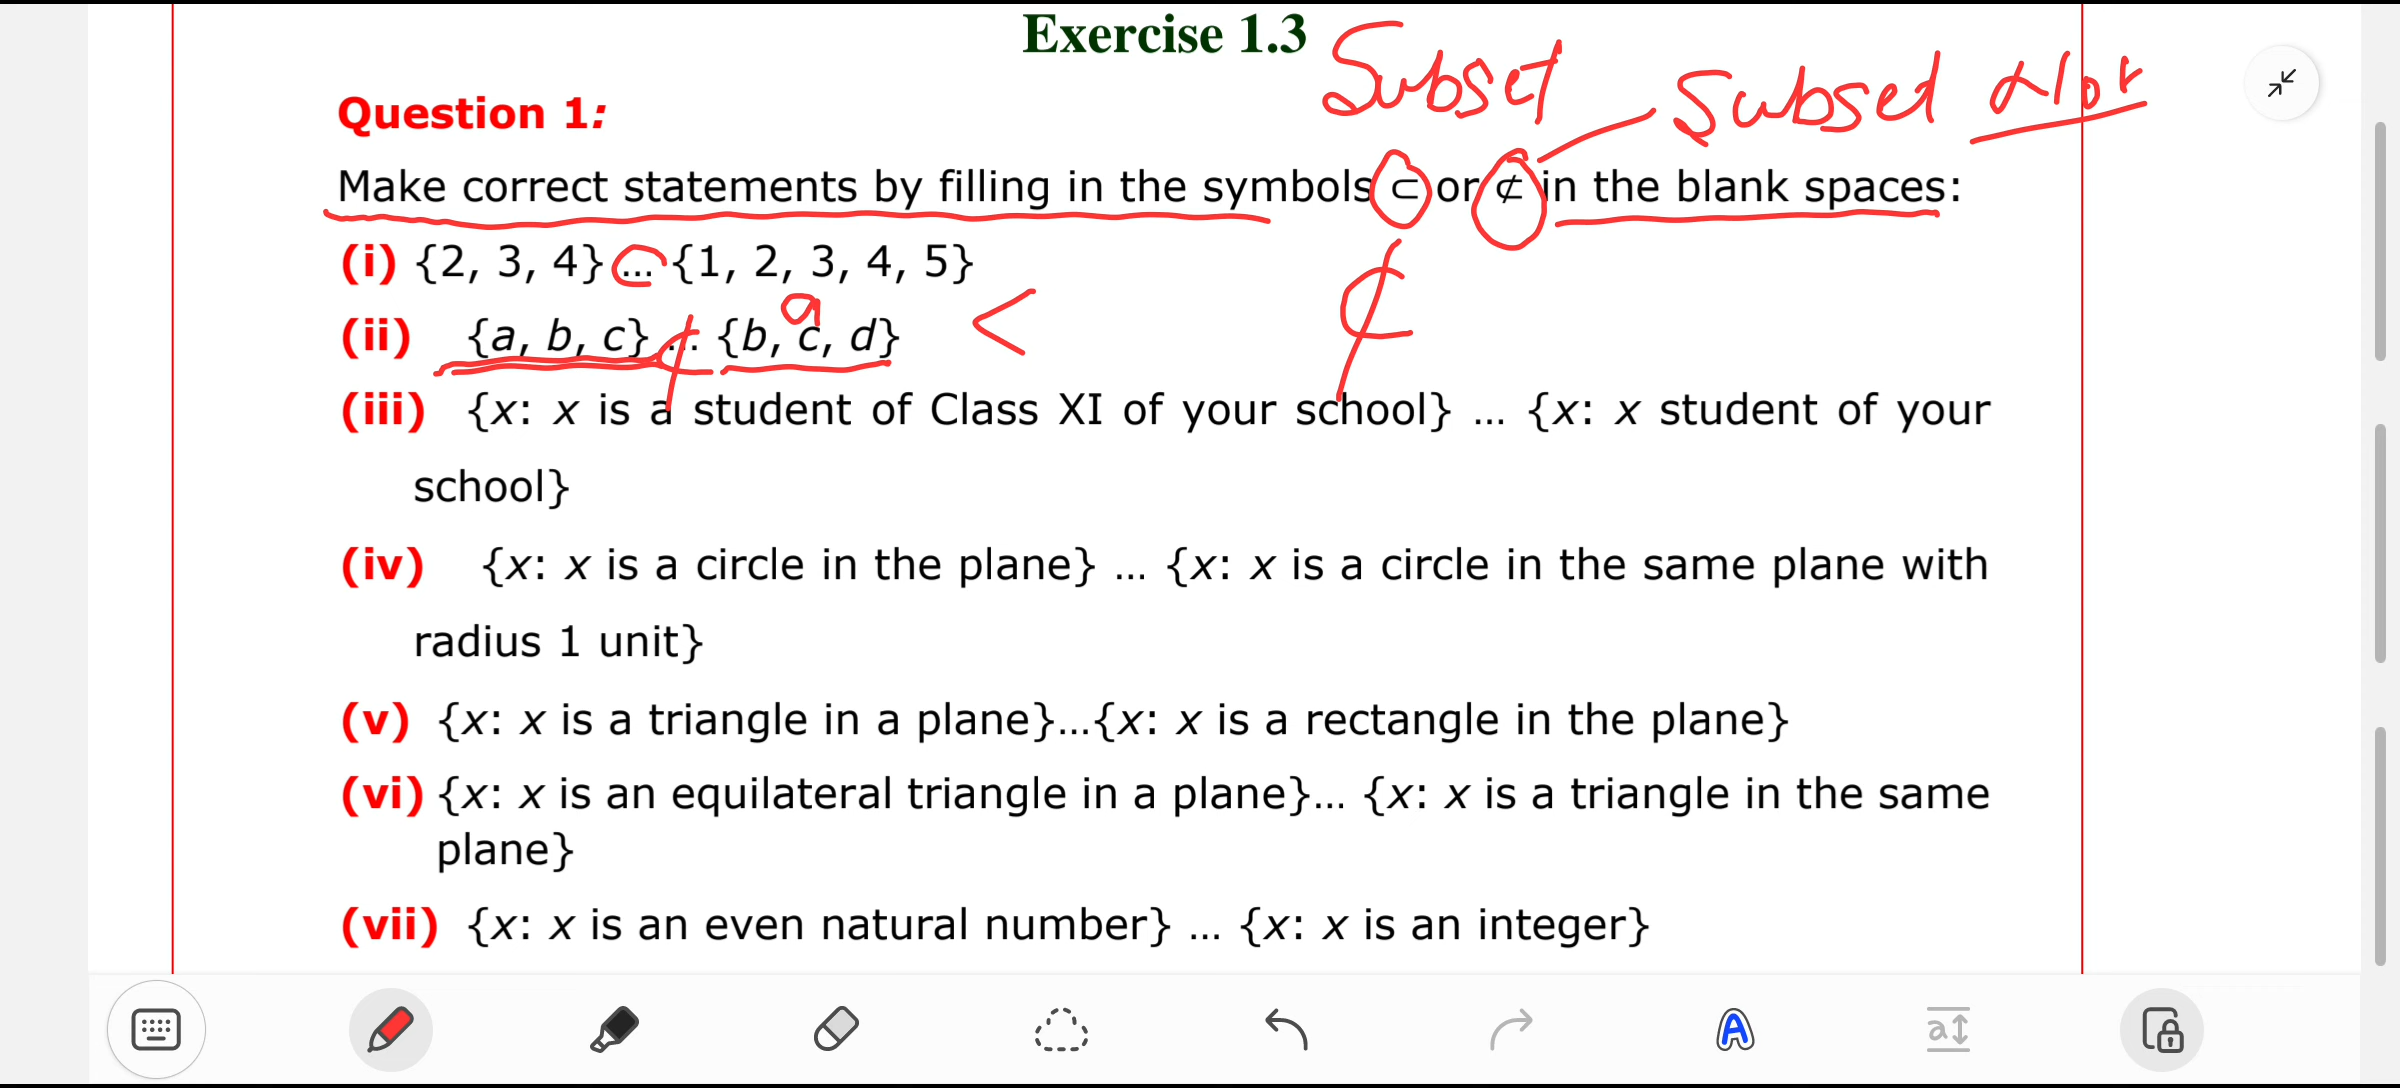 Exercise 1.3
Subset
Subset Not
Question 1:
Make correct statements by filling in the symbols ⊂ or ⊄ in the blank spaces:
⊄
(i) {2, 3, 4} ⊂ ... {1, 2, 3, 4, 5}
a
(ii) {a, b, c} ⊄ ... {b, c, d} <
(iii) {x: x is a student of Class XI of your school} ... {x: x student of your
school}
(iv) {x: x is a circle in the plane} ... {x: x is a circle in the same plane with
radius 1 unit}
(v) {x: x is a triangle in a plane}...{x: x is a rectangle in the plane}
(vi) {x: x is an equilateral triangle in a plane}... {x: x is a triangle in the same
plane}
(vii) {x: x is an even natural number} ... {x: x is an integer}
A
a